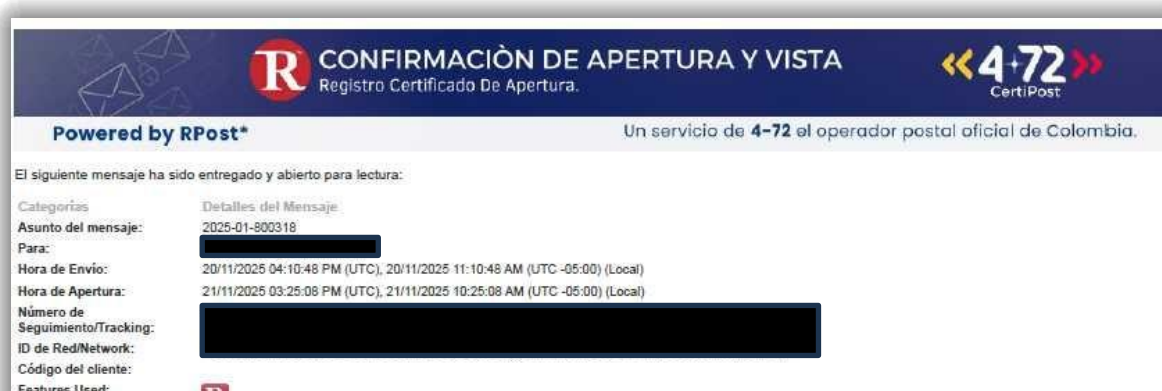 R CONFIRMACIÒN DE APERTURA Y VISTA
Registro Certificado De Apertura.
4-72
CertiPost
Powered by RPost*
Un servicio de 4-72 el operador postal oficial de Colombia.
El siguiente mensaje ha sido entregado y abierto para lectura:
Categorías Detalles del Mensaje
Asunto del mensaje: 2025-01-800318
Para:
Hora de Envío: 20/11/2025 04:10:48 PM (UTC), 20/11/2025 11:10:48 AM (UTC -05:00) (Local)
Hora de Apertura: 21/11/2025 03:25:08 PM (UTC), 21/11/2025 10:25:08 AM (UTC -05:00) (Local)
Número de
Seguimiento/Tracking:
ID de Red/Network:
Código del cliente:
Features Used: R